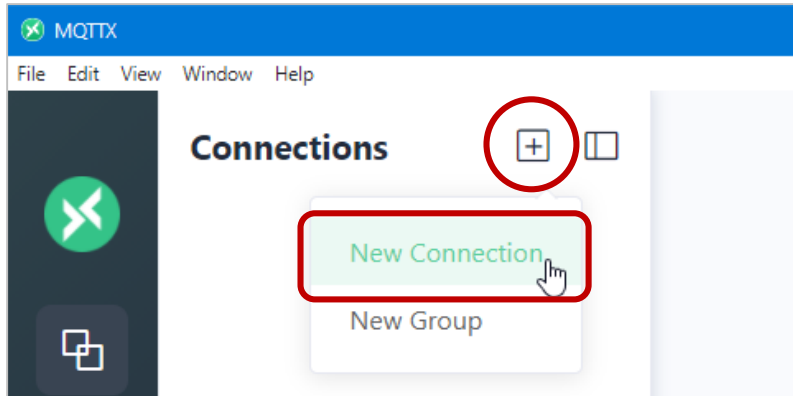 MQTTX
File Edit View Window Help
Connections
New Connection
New Group